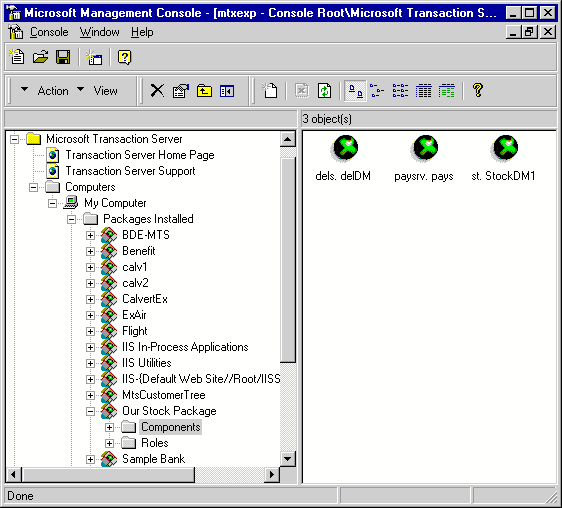 Microsoft Management Console - [mtxexp - Console Root\Microsoft Transaction S...
Console Window Help
Action View
3 object(s)
Microsoft Transaction Server
Transaction Server Home Page
Transaction Server Support
Computers
My Computer
Packages Installed
BDE-MTS
Benefit
calv1
calv2
CalvertEx
ExAir
Flight
IIS In-Process Applications
IIS Utilities
IIS-{Default Web Site//Root/IISS
MtsCustomerTree
Our Stock Package
Components
Roles
Sample Bank
dels. delDM paysrv. pays st. StockDM1
Done